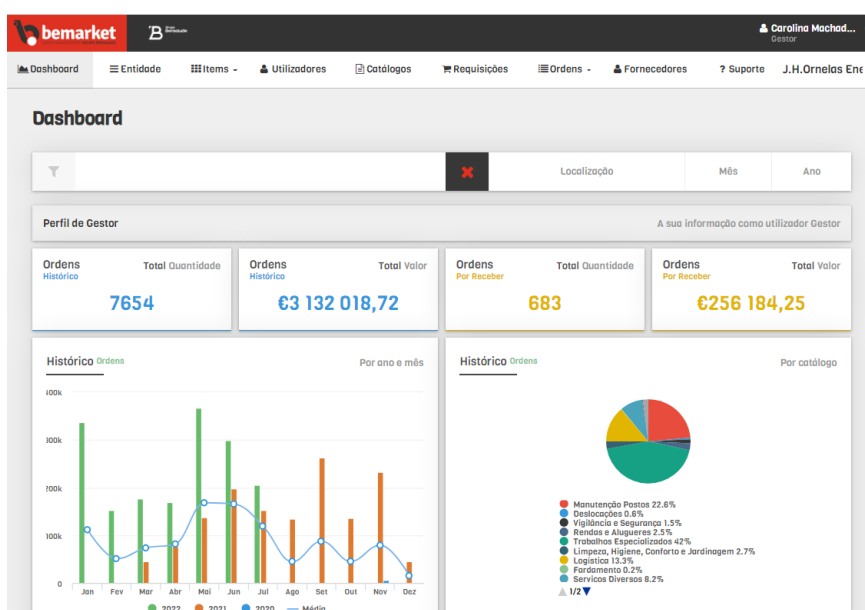 bemarket
Carolina Machad...
Gestor
Dashboard Entidade Items Utilizadores Catálogos Requisições Ordens Fornecedores ? Suporte J.H.Ornelas Ene
Dashboard
Localização Mês Ano
Perfil de Gestor A sua informação como utilizador Gestor
Ordens Total Quantidade Ordens Total Valor Ordens Total Quantidade Ordens Total Valor
Histórico Histórico Por Receber Por Receber
7654 €3 132 018,72 683 €256 184,25
Histórico Ordens Por ano e mês Histórico Ordens Por catálogo
400k
300k
200k
100k
0
Jan Fev Mar Abr Mai Jun Jul Ago Set Out Nov Dez
2022 2021 2020 Média
Manutenção Postos 22.6%
Deslocações 0.6%
Vigilância e Segurança 1.5%
Rendas e Alugueres 2.5%
Trabalhos Especializados 42%
Limpeza, Higiene, Conforto e Jardinagem 2.7%
Logística 13.3%
Fardamento 0.2%
Servicos Diversos 8.2%
1/2